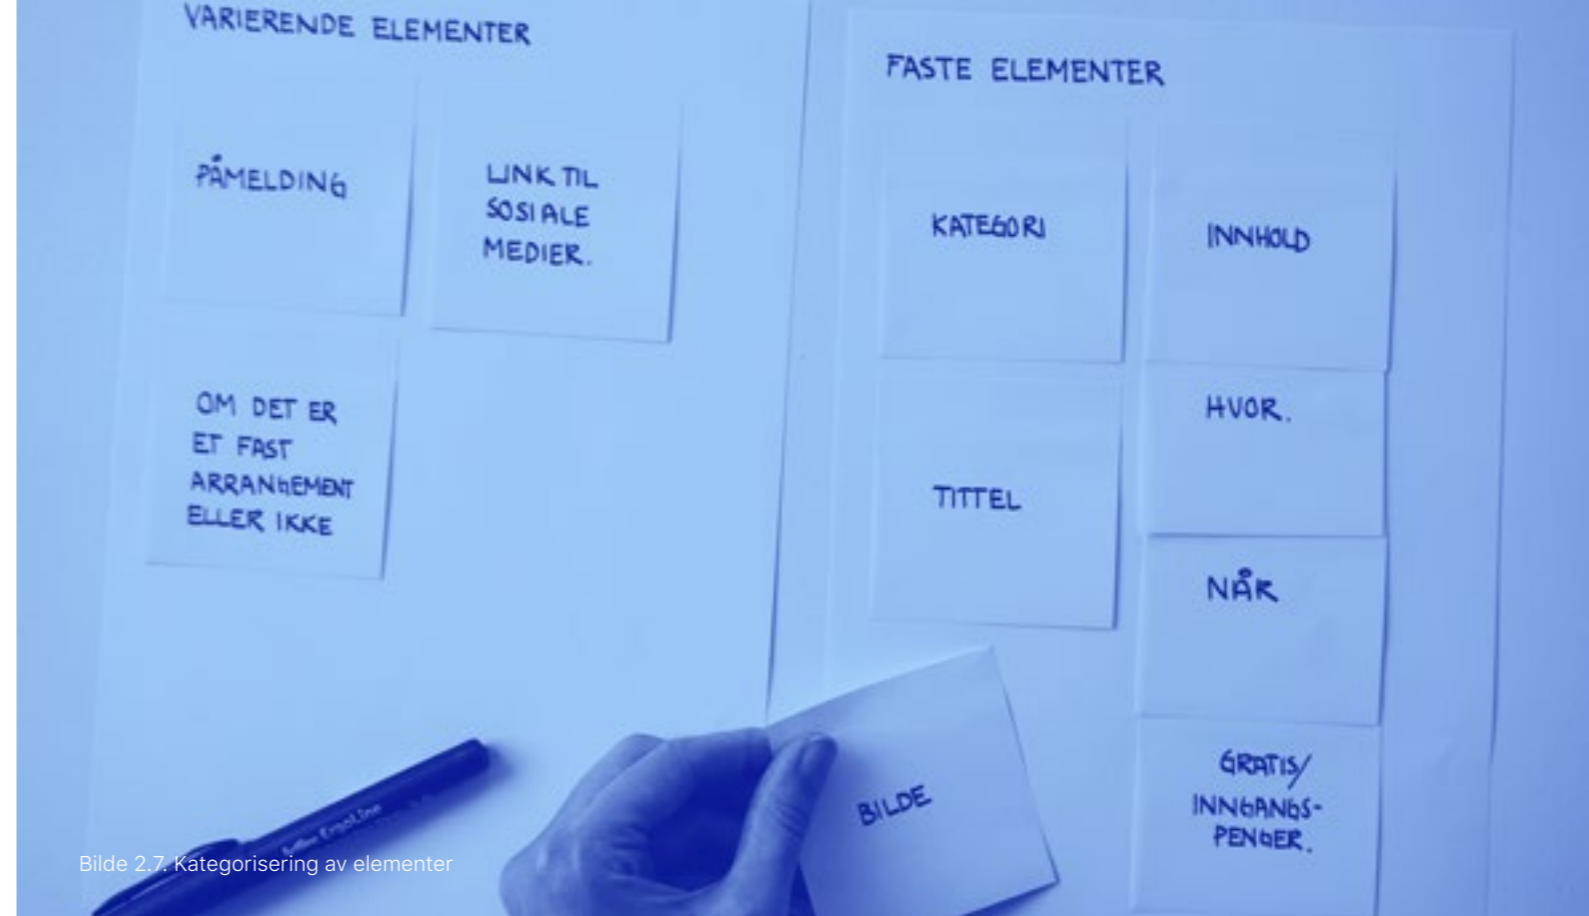 VARIERENDE ELEMENTER
PÅMELDING
LINK TIL
SOSIALE
MEDIER.
OM DET ER
ET FAST
ARRANGEMENT
ELLER IKKE
FASTE ELEMENTER
KATEGORI
INNHOLD
TITTEL
HVOR.
NÅR
BILDE
GRATIS/
INNGANGS-
PENGER.
ErgoLine
Bilde 2.7. Kategorisering av elementer